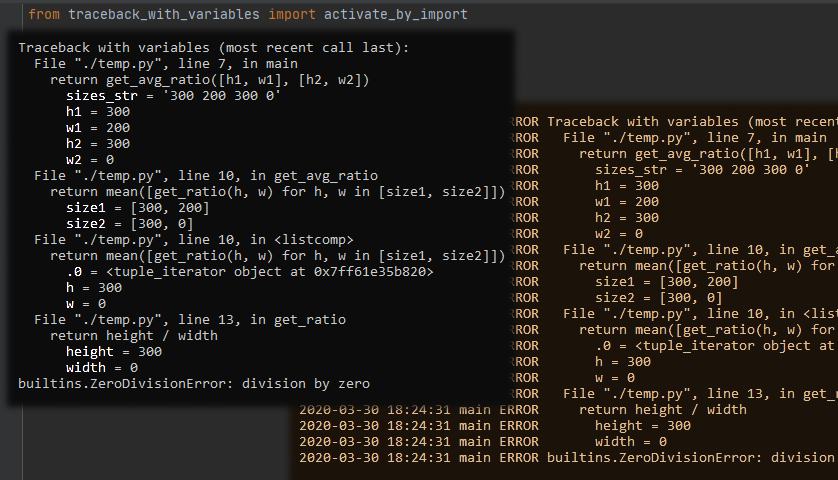 from traceback_with_variables import activate_by_import
Traceback with variables (most recent call last):
File "./temp.py", line 7, in main
return get_avg_ratio([h1, w1], [h2, w2])
sizes_str = '300 200 300 0'
h1 = 300
w1 = 200
h2 = 300
w2 = 0
File "./temp.py", line 10, in get_avg_ratio
return mean([get_ratio(h, w) for h, w in [size1, size2]])
size1 = [300, 200]
size2 = [300, 0]
File "./temp.py", line 10, in <listcomp>
return mean([get_ratio(h, w) for h, w in [size1, size2]])
.0 = <tuple_iterator object at 0x7ff61e35b820>
h = 300
w = 0
File "./temp.py", line 13, in get_ratio
return height / width
height = 300
width = 0
builtins.ZeroDivisionError: division by zero
RROR Traceback with variables (most recent
RROR File "./temp.py", line 7, in main
RROR return get_avg_ratio([h1, w1], [h
RROR sizes_str = '300 200 300 0'
RROR h1 = 300
RROR w1 = 200
RROR h2 = 300
RROR w2 = 0
RROR File "./temp.py", line 10, in get_a
RROR return mean([get_ratio(h, w) for
RROR size1 = [300, 200]
RROR size2 = [300, 0]
RROR File "./temp.py", line 10, in <list
RROR return mean([get_ratio(h, w) for
RROR .0 = <tuple_iterator object at
RROR h = 300
RROR w = 0
RROR File "./temp.py", line 13, in get_r
2020-03-30 18:24:31 main ERROR return height / width
2020-03-30 18:24:31 main ERROR height = 300
2020-03-30 18:24:31 main ERROR width = 0
2020-03-30 18:24:31 main ERROR builtins.ZeroDivisionError: division